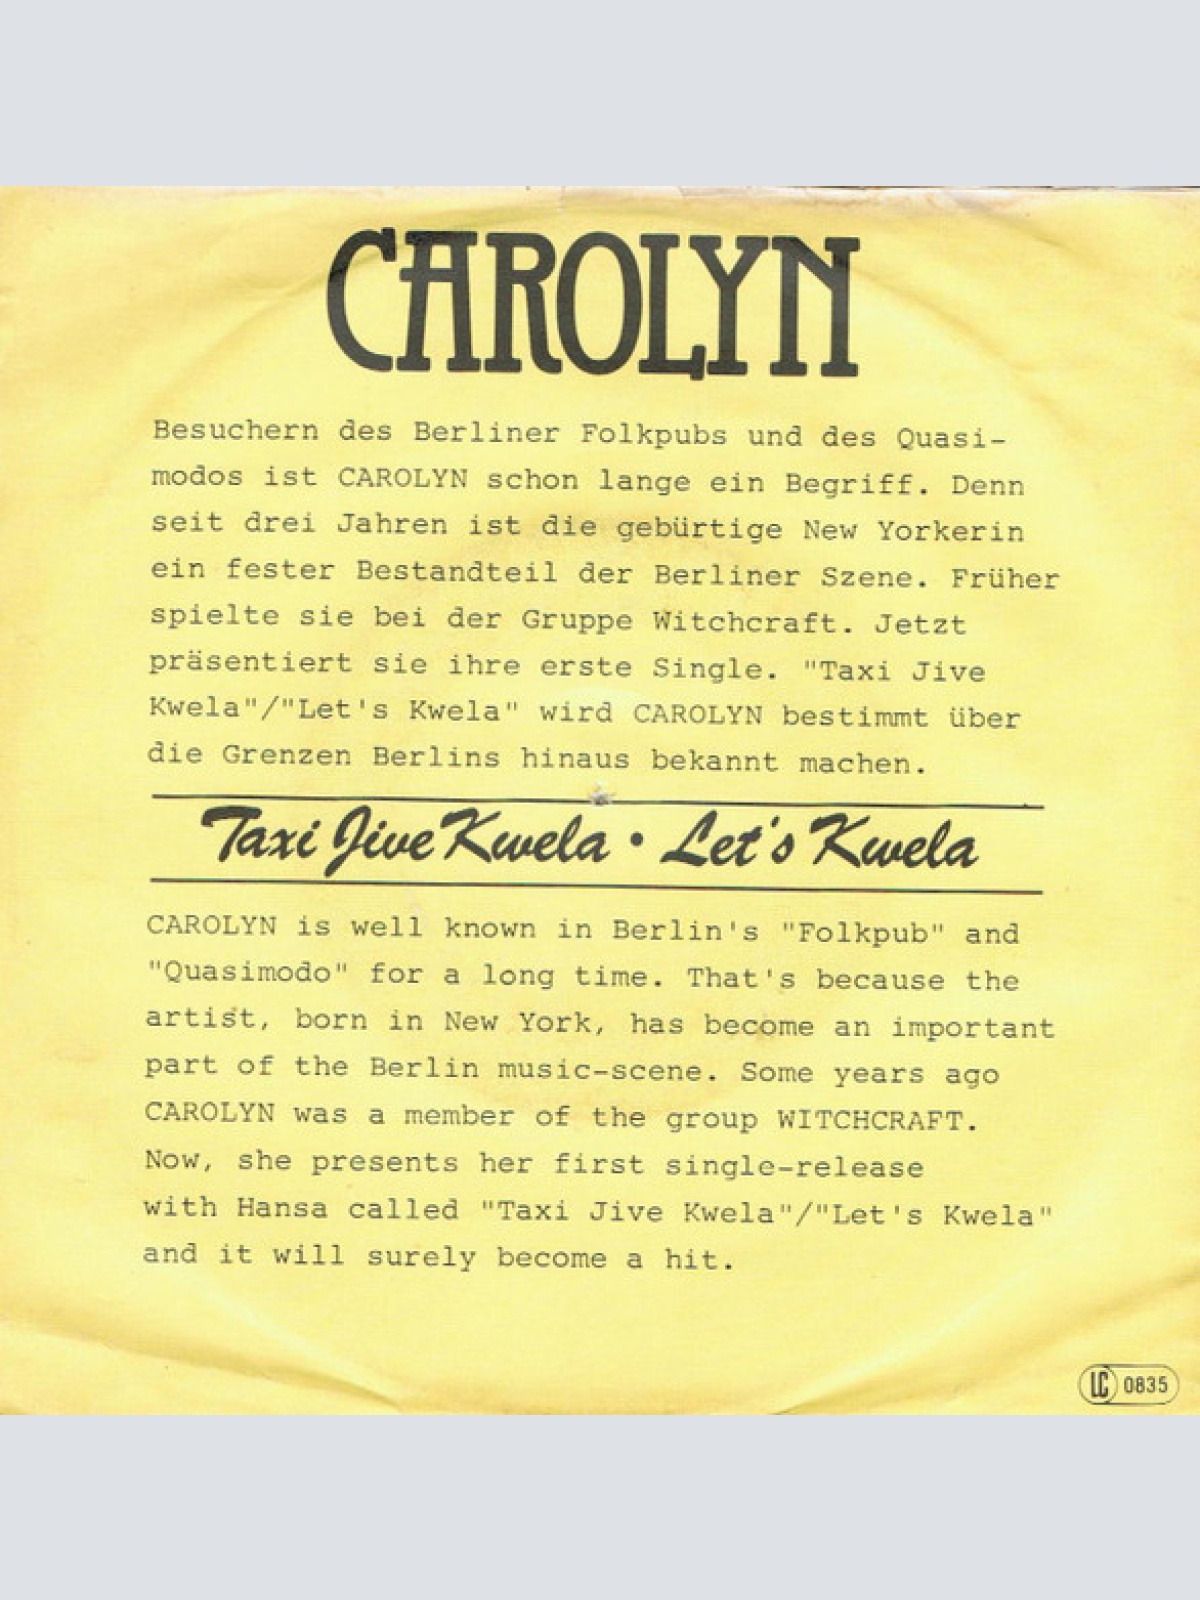 CAROLYN
Besuchern des Berliner Folkpubs und des Quasi-
modos ist CAROLYN schon lange ein Begriff. Denn
seit drei Jahren ist die gebürtige New Yorkerin
ein fester Bestandteil der Berliner Szene. Früher
spielte sie bei der Gruppe Witchcraft. Jetzt
präsentiert sie ihre erste Single. "Taxi Jive
Kwela"/"Let's Kwela" wird CAROLYN bestimmt über
die Grenzen Berlins hinaus bekannt machen.
Taxi Jive Kwela • Let's Kwela
CAROLYN is well known in Berlin's "Folkpub" and
"Quasimodo" for a long time. That's because the
artist, born in New York, has become an important
part of the Berlin music-scene. Some years ago
CAROLYN was a member of the group WITCHCRAFT.
Now, she presents her first single-release
with Hansa called "Taxi Jive Kwela"/"Let's Kwela"
and it will surely become a hit.
LC 0835